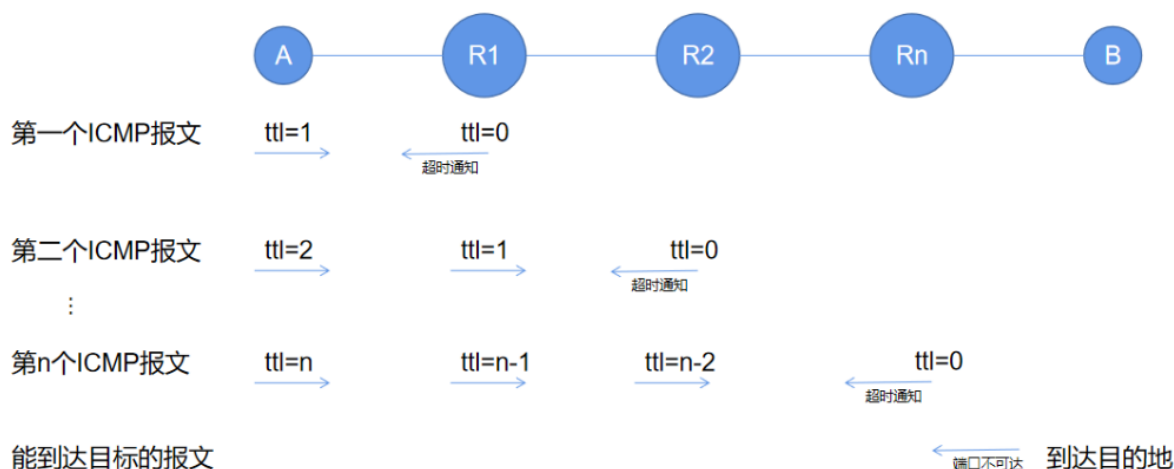 A R1 R2 Rn B
第一个ICMP报文 ttl=1 ttl=0
超时通知
第二个ICMP报文 ttl=2 ttl=1 ttl=0
超时通知
⋮
第n个ICMP报文 ttl=n ttl=n-1 ttl=n-2 ttl=0
超时通知
能到达目标的报文 端口不可达 到达目的地